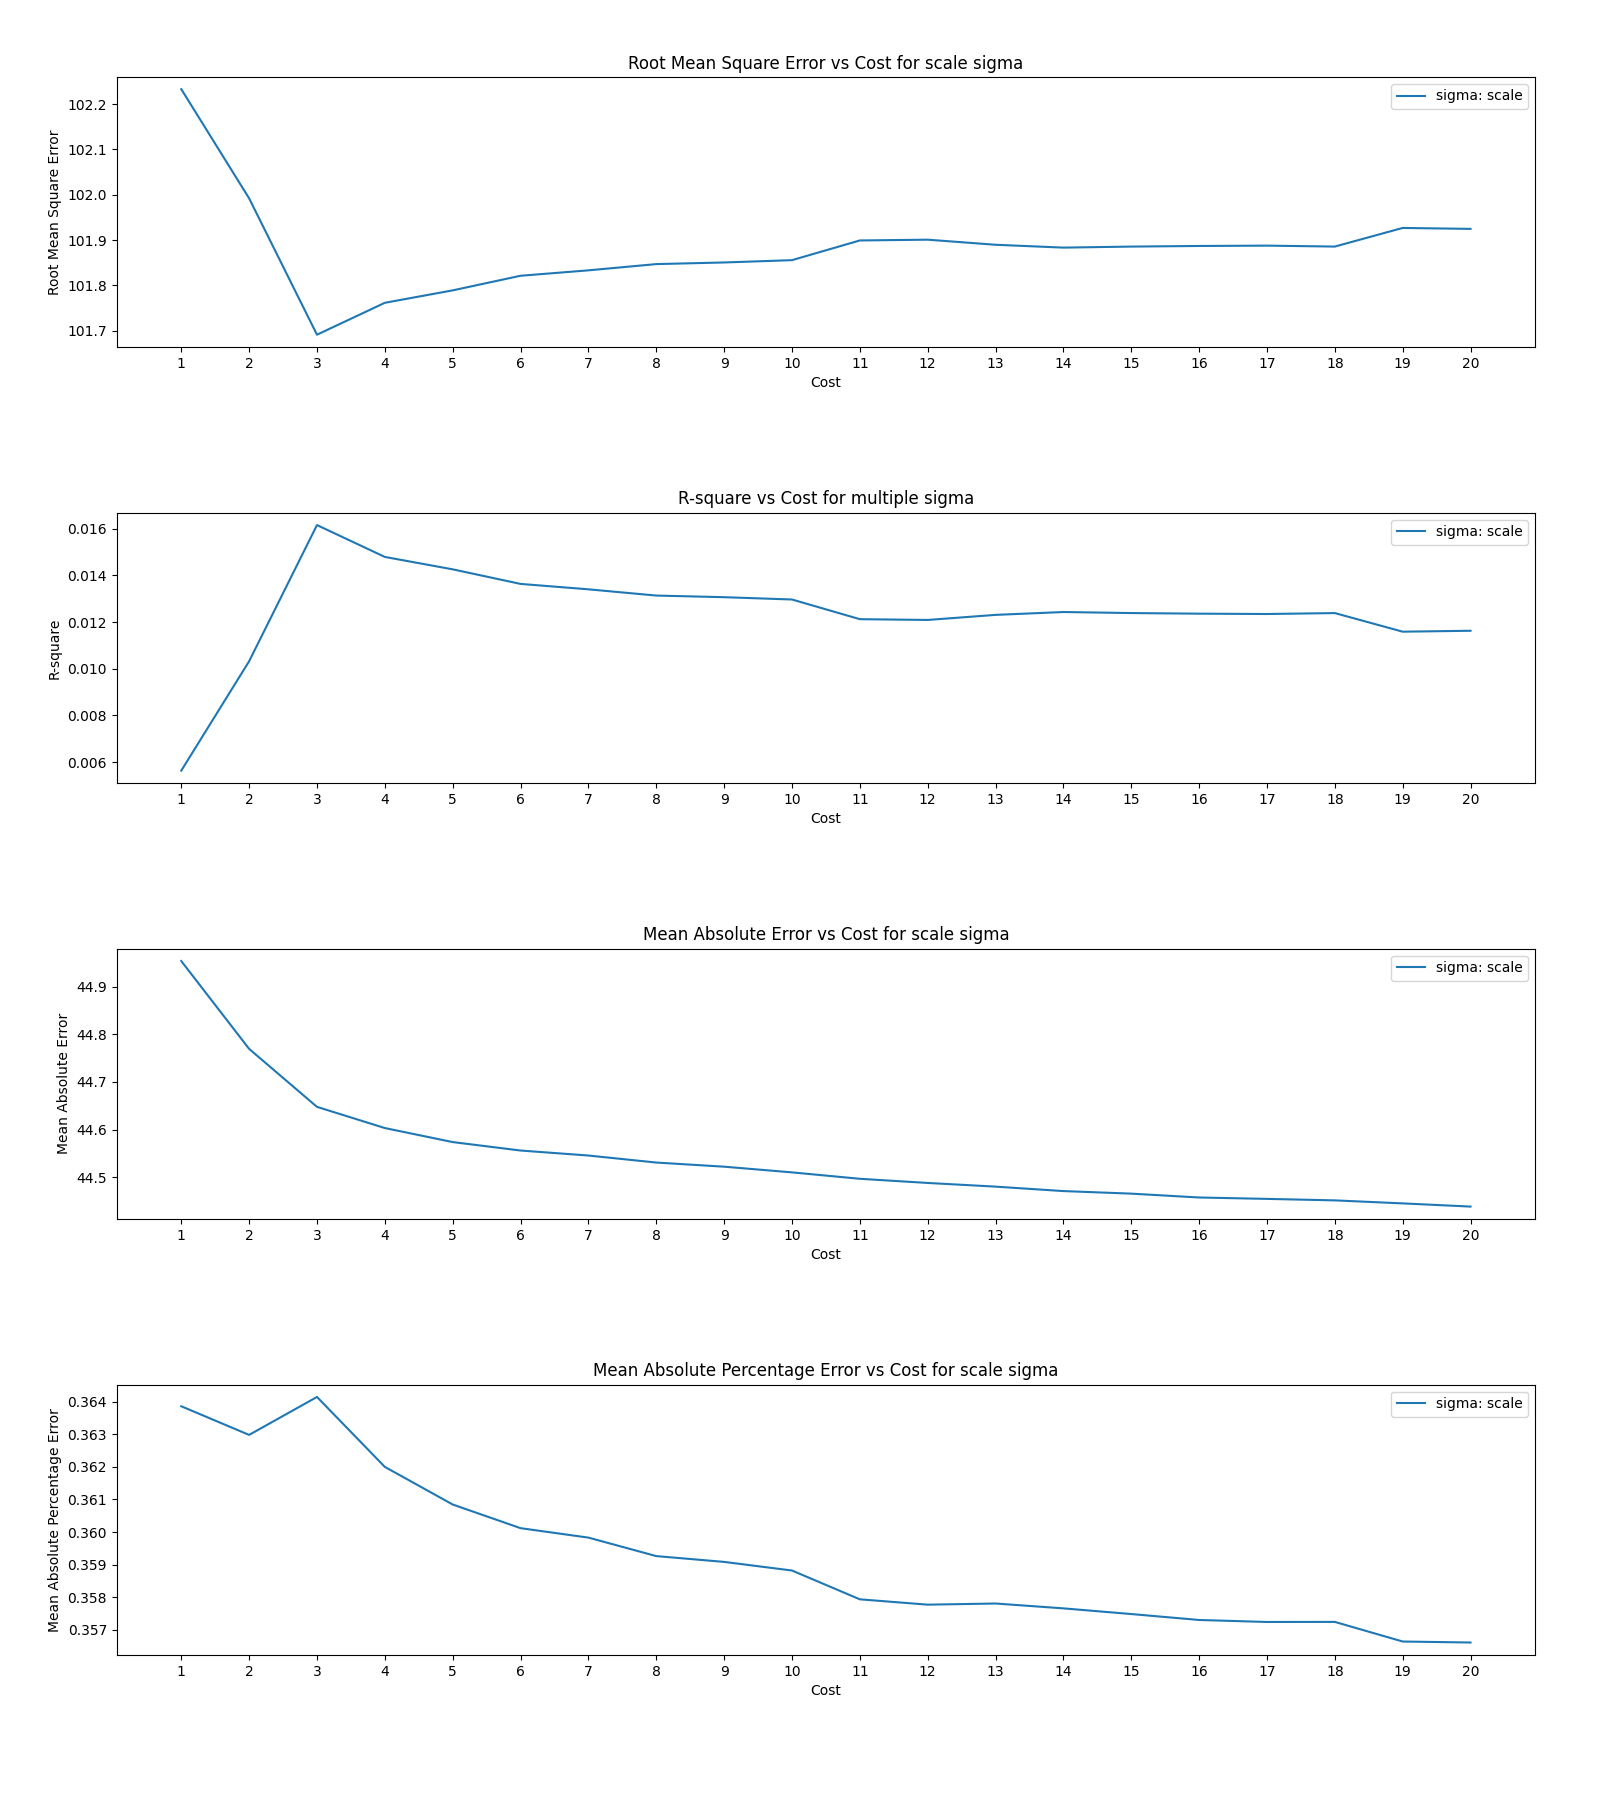 Root Mean Square Error vs Cost for scale sigma
sigma: scale
102.2
102.1
102.0
101.9
101.8
101.7
Root Mean Square Error
1 2 3 4 5 6 7 8 9 10 11 12 13 14 15 16 17 18 19 20
Cost
R-square vs Cost for multiple sigma
sigma: scale
0.016
0.014
0.012
0.010
0.008
0.006
R-square
1 2 3 4 5 6 7 8 9 10 11 12 13 14 15 16 17 18 19 20
Cost
Mean Absolute Error vs Cost for scale sigma
sigma: scale
44.9
44.8
44.7
44.6
44.5
Mean Absolute Error
1 2 3 4 5 6 7 8 9 10 11 12 13 14 15 16 17 18 19 20
Cost
Mean Absolute Percentage Error vs Cost for scale sigma
sigma: scale
0.364
0.363
0.362
0.361
0.360
0.359
0.358
0.357
Mean Absolute Percentage Error
1 2 3 4 5 6 7 8 9 10 11 12 13 14 15 16 17 18 19 20
Cost